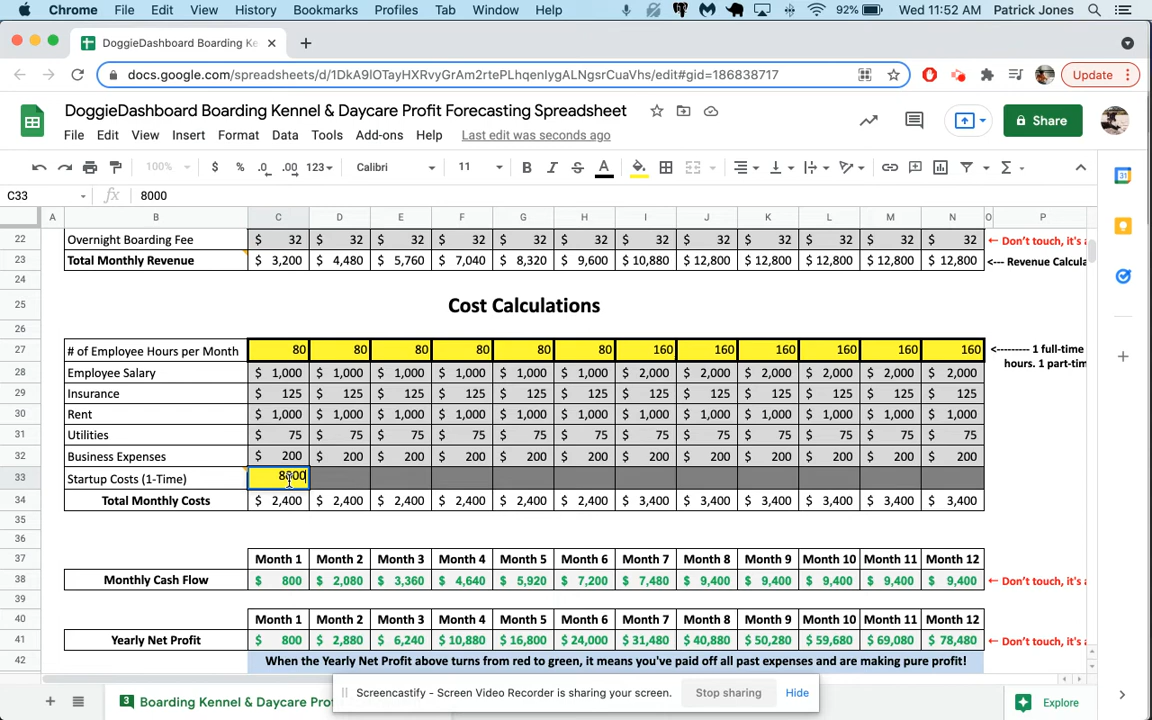 Chrome File Edit View History Bookmarks Profiles Tab Window Help 92% Wed 11:52 AM Patrick Jones
DoggieDashboard Boarding Ke
docs.google.com/spreadsheets/d/1DkA9lOTayHXRvyGrAm2rtePLHqenlygALNgsrCuaVhs/edit#gid=186838717 Update
DoggieDashboard Boarding Kennel & Daycare Profit Forecasting Spreadsheet
File Edit View Insert Format Data Tools Add-ons Help Last edit was seconds ago Share
100% $ % .0 .00 123 Calibri 11 B I S A
C33 fx 8000
A B C D E F G H I J K L M N O P
22 Overnight Boarding Fee $ 32 $ 32 $ 32 $ 32 $ 32 $ 32 $ 32 $ 32 $ 32 $ 32 $ 32 $ 32 ← Don't touch, it's a
23 Total Monthly Revenue $ 3,200 $ 4,480 $ 5,760 $ 7,040 $ 8,320 $ 9,600 $ 10,880 $ 12,800 $ 12,800 $ 12,800 $ 12,800 $ 12,800 <--- Revenue Calcula
24
25 Cost Calculations
26
27 # of Employee Hours per Month 80 80 80 80 80 80 160 160 160 160 160 160 <--------- 1 full-time
hours. 1 part-tim
28 Employee Salary $ 1,000 $ 1,000 $ 1,000 $ 1,000 $ 1,000 $ 1,000 $ 2,000 $ 2,000 $ 2,000 $ 2,000 $ 2,000 $ 2,000
29 Insurance $ 125 $ 125 $ 125 $ 125 $ 125 $ 125 $ 125 $ 125 $ 125 $ 125 $ 125 $ 125
30 Rent $ 1,000 $ 1,000 $ 1,000 $ 1,000 $ 1,000 $ 1,000 $ 1,000 $ 1,000 $ 1,000 $ 1,000 $ 1,000 $ 1,000
31 Utilities $ 75 $ 75 $ 75 $ 75 $ 75 $ 75 $ 75 $ 75 $ 75 $ 75 $ 75 $ 75
32 Business Expenses $ 200 $ 200 $ 200 $ 200 $ 200 $ 200 $ 200 $ 200 $ 200 $ 200 $ 200 $ 200
33 Startup Costs (1-Time) 8000
34 Total Monthly Costs $ 2,400 $ 2,400 $ 2,400 $ 2,400 $ 2,400 $ 2,400 $ 3,400 $ 3,400 $ 3,400 $ 3,400 $ 3,400 $ 3,400
35
36
37 Month 1 Month 2 Month 3 Month 4 Month 5 Month 6 Month 7 Month 8 Month 9 Month 10 Month 11 Month 12
38 Monthly Cash Flow $ 800 $ 2,080 $ 3,360 $ 4,640 $ 5,920 $ 7,200 $ 7,480 $ 9,400 $ 9,400 $ 9,400 $ 9,400 $ 9,400 ← Don't touch, it's a
39
40 Month 1 Month 2 Month 3 Month 4 Month 5 Month 6 Month 7 Month 8 Month 9 Month 10 Month 11 Month 12
41 Yearly Net Profit $ 800 $ 2,880 $ 6,240 $ 10,880 $ 16,800 $ 24,000 $ 31,480 $ 40,880 $ 50,280 $ 59,680 $ 69,080 $ 78,480 ← Don't touch, it's a
42 When the Yearly Net Profit above turns from red to green, it means you've paid off all past expenses and are making pure profit!
Screencastify - Screen Video Recorder is sharing your screen. Stop sharing Hide
3 Boarding Kennel & Daycare Pro Explore